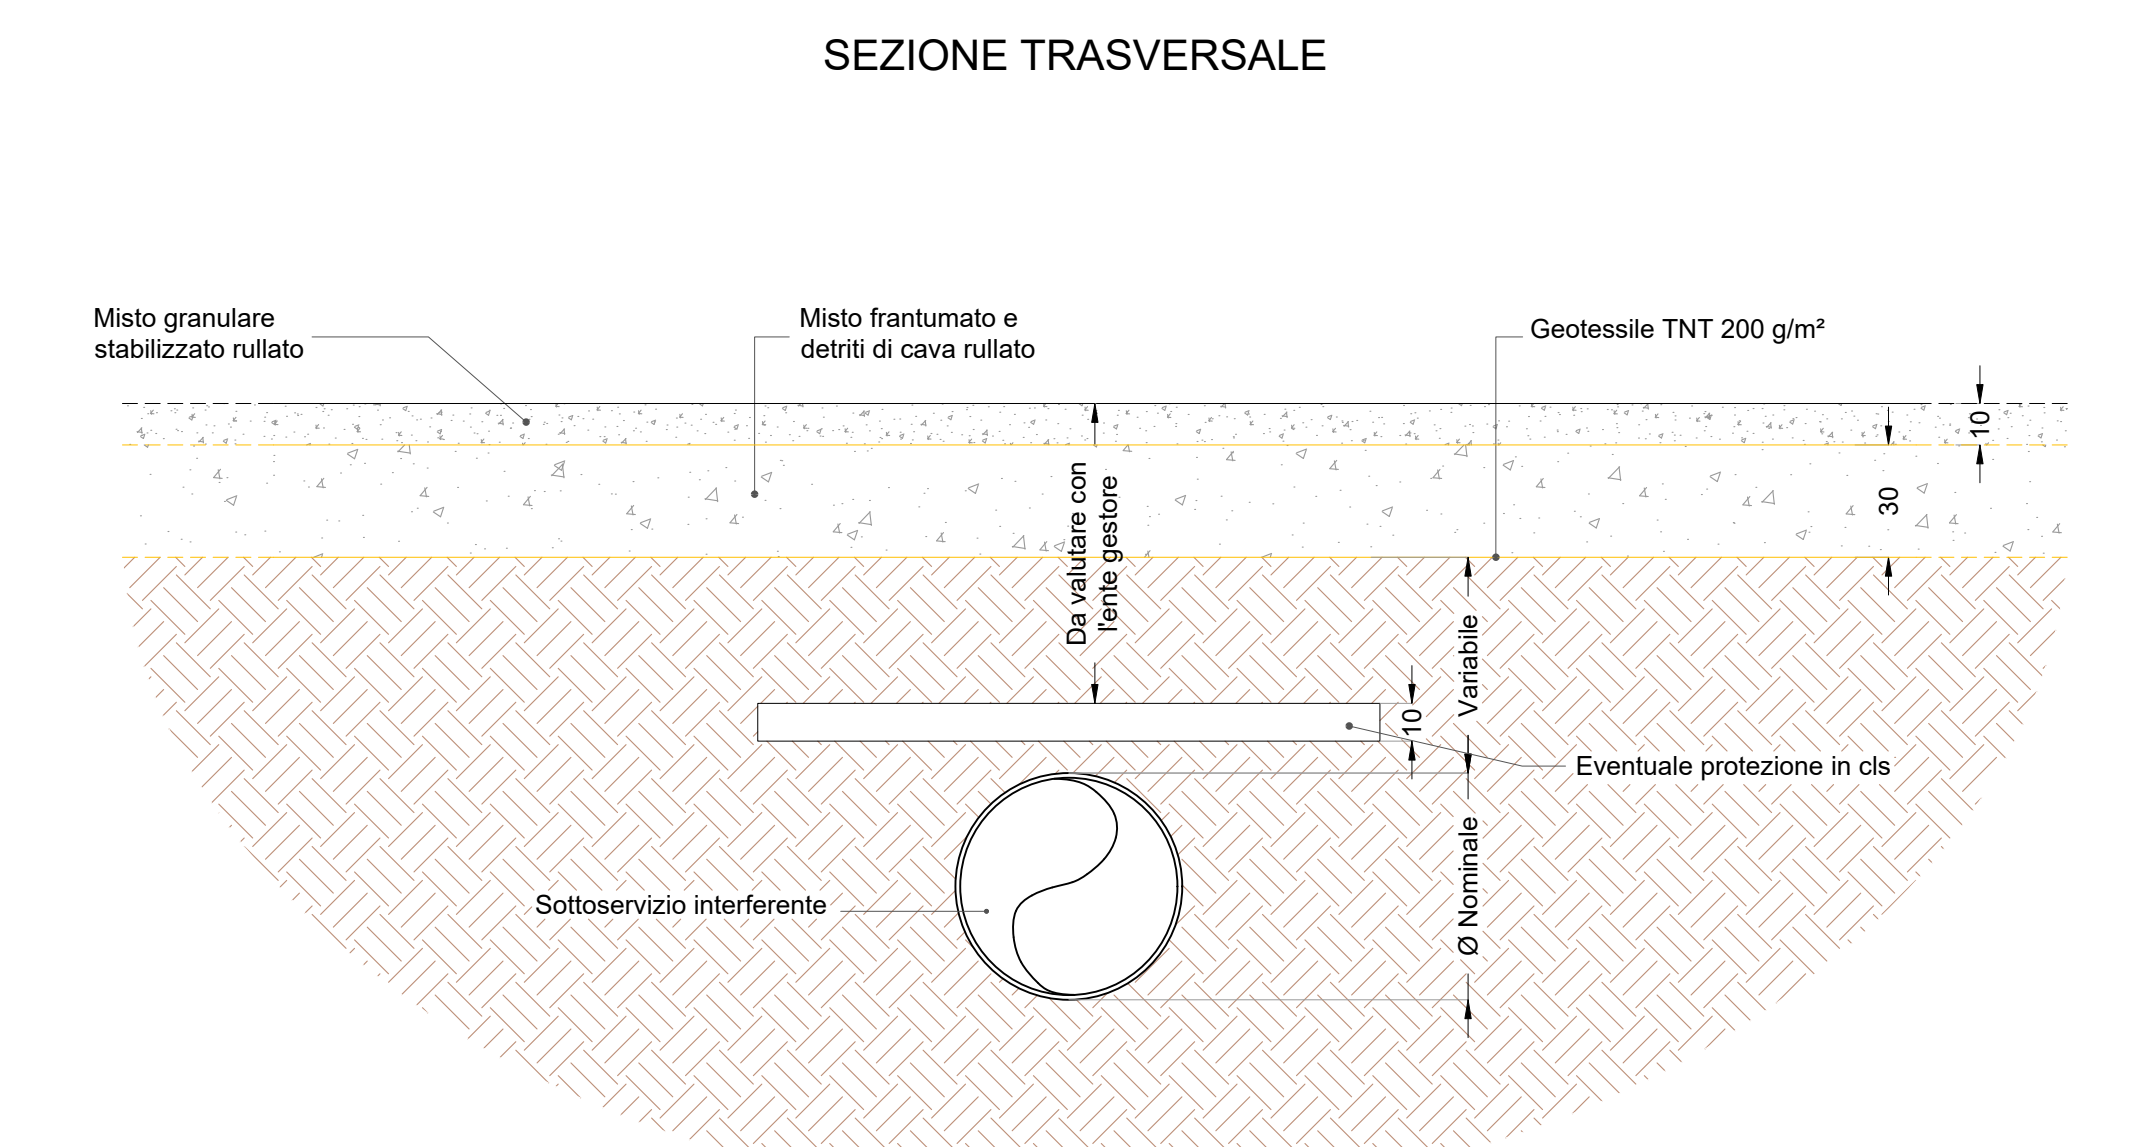 SEZIONE TRASVERSALE
Misto granulare
stabilizzato rullato
Misto frantumato e
detriti di cava rullato
Geotessile TNT 200 g/m²
10
30
Da valutare con
l'ente gestore
Variabile
10
Eventuale protezione in cls
Ø Nominale
Sottoservizio interferente